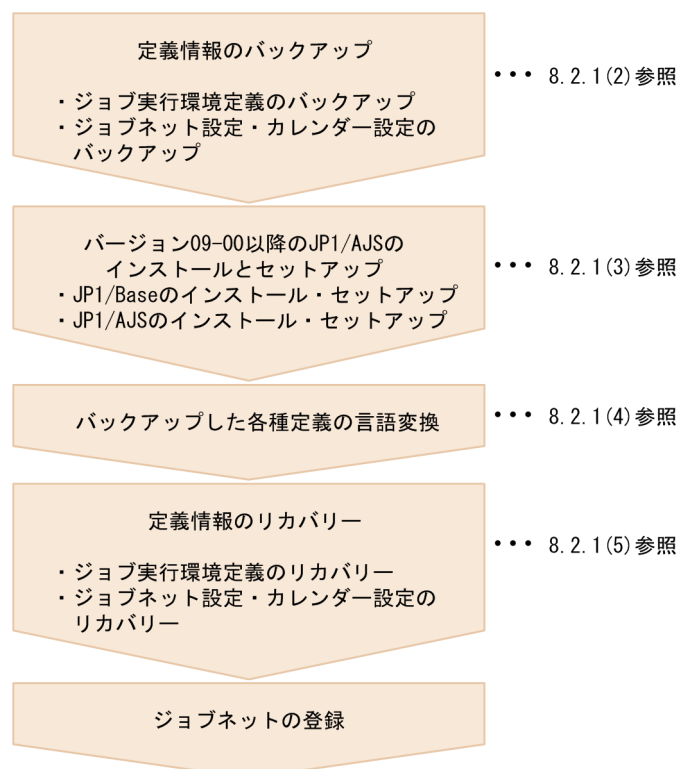 定義情報のバックアップ
・ジョブ実行環境定義のバックアップ
・ジョブネット設定・カレンダー設定の
バックアップ
••• 8.2.1(2)参照
バージョン09-00以降のJP1/AJSの
インストールとセットアップ
・JP1/Baseのインストール・セットアップ
・JP1/AJSのインストール・セットアップ
••• 8.2.1(3)参照
バックアップした各種定義の言語変換
••• 8.2.1(4)参照
定義情報のリカバリー
・ジョブ実行環境定義のリカバリー
・ジョブネット設定・カレンダー設定の
リカバリー
••• 8.2.1(5)参照
ジョブネットの登録